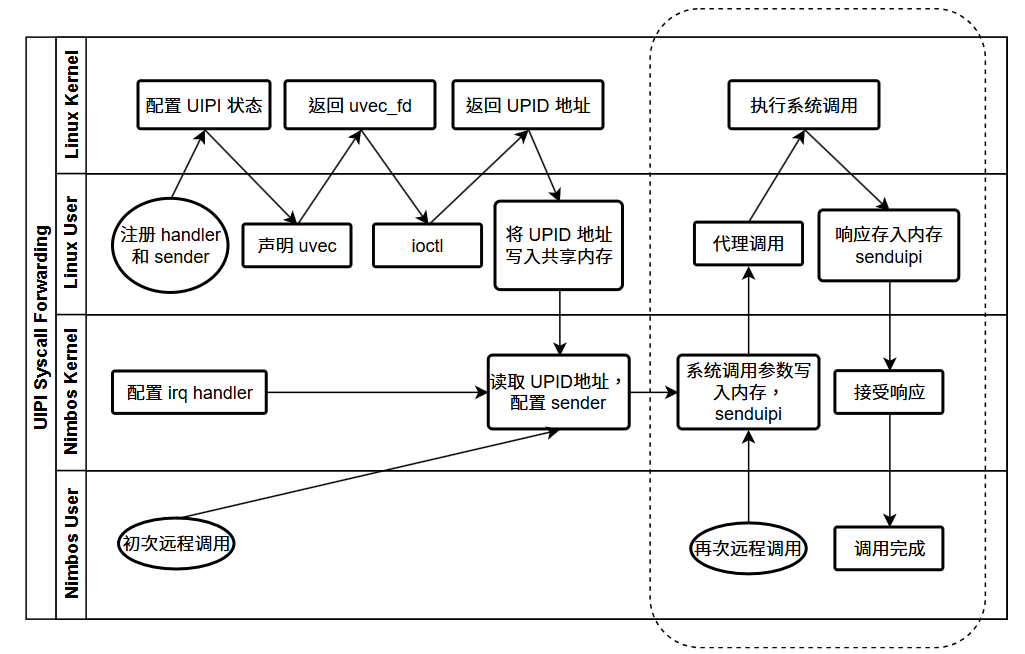 UIPI Syscall Forwarding
Linux Kernel
配置 UIPI 状态
返回 uvec_fd
返回 UPID 地址
执行系统调用
Linux User
注册 handler
和 sender
声明 uvec
ioctl
将 UPID 地址
写入共享内存
代理调用
响应存入内存
senduipi
Nimbos Kernel
配置 irq handler
读取 UPID地址，
配置 sender
系统调用参数写
入内存，
senduipi
接受响应
Nimbos User
初次远程调用
再次远程调用
调用完成